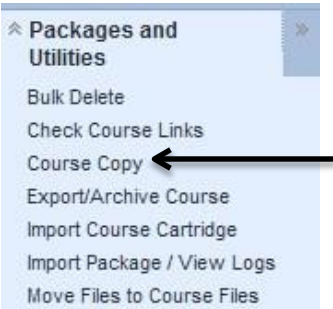 Packages and
Utilities
Bulk Delete
Check Course Links
Course Copy
Export/Archive Course
Import Course Cartridge
Import Package / View Logs
Move Files to Course Files